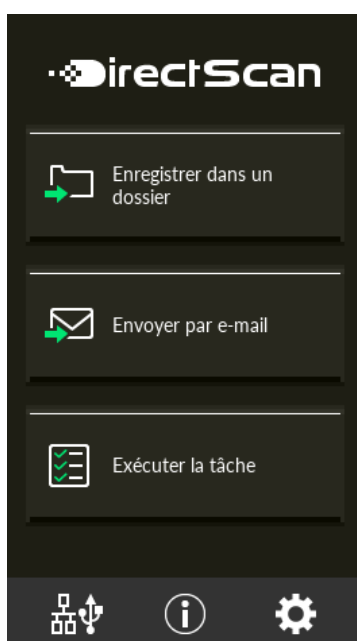 DirectScan
Enregistrer dans un
dossier
Envoyer par e-mail
Exécuter la tâche